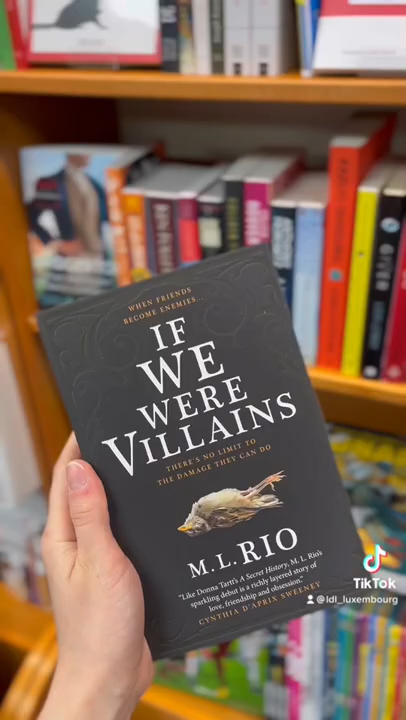 WHEN FRIENDS
BECOME ENEMIES...
IF
WE
WERE
VILLAINS
THERE'S NO LIMIT TO
THE DAMAGE THEY CAN DO
M. L. RIO
"Like Donna Tartt's A Secret History, M. L. Rio's
sparkling debut is a richly layered story of
love, friendship and obsession."
CYNTHIA D'APRIX SWEENEY
TikTok
@ldl_luxembourg